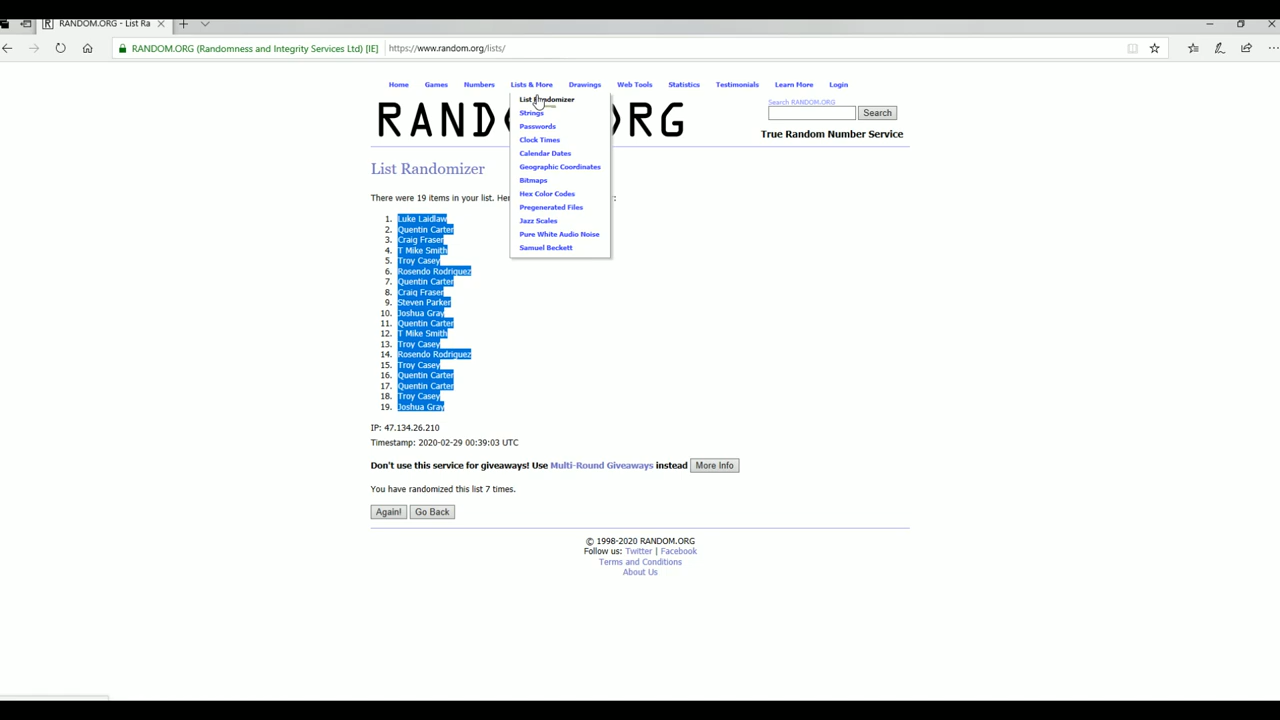 RANDOM.ORG - List Ra
RANDOM.ORG (Randomness and Integrity Services Ltd) [IE]
https://www.random.org/lists/
Home Games Numbers Lists & More Drawings Web Tools Statistics Testimonials Learn More Login
Strings
Passwords
Clock Times
Calendar Dates
Geographic Coordinates
Bitmaps
Hex Color Codes
Pregenerated Files
Jazz Scales
Pure White Audio Noise
Samuel Beckett
Search RANDOM.ORG
Search
True Random Number Service
List Randomizer
There were 19 items in your list. :
1. Luke Laidlaw
2. Quentin Carter
3. Craig Fraser
4. T Mike Smith
5. Troy Casey
6. Rosendo Rodriguez
7. Quentin Carter
8. Craig Fraser
9. Steven Parker
10. Joshua Gray
11. Quentin Carter
12. T Mike Smith
13. Troy Casey
14. Rosendo Rodriguez
15. Troy Casey
16. Quentin Carter
17. Quentin Carter
18. Troy Casey
19. Joshua Gray
IP: 47.134.26.210
Timestamp: 2020-02-29 00:39:03 UTC
Don't use this service for giveaways! Use Multi-Round Giveaways instead More Info
You have randomized this list 7 times.
Again! Go Back
© 1998-2020 RANDOM.ORG
Follow us: Twitter | Facebook
Terms and Conditions
About Us